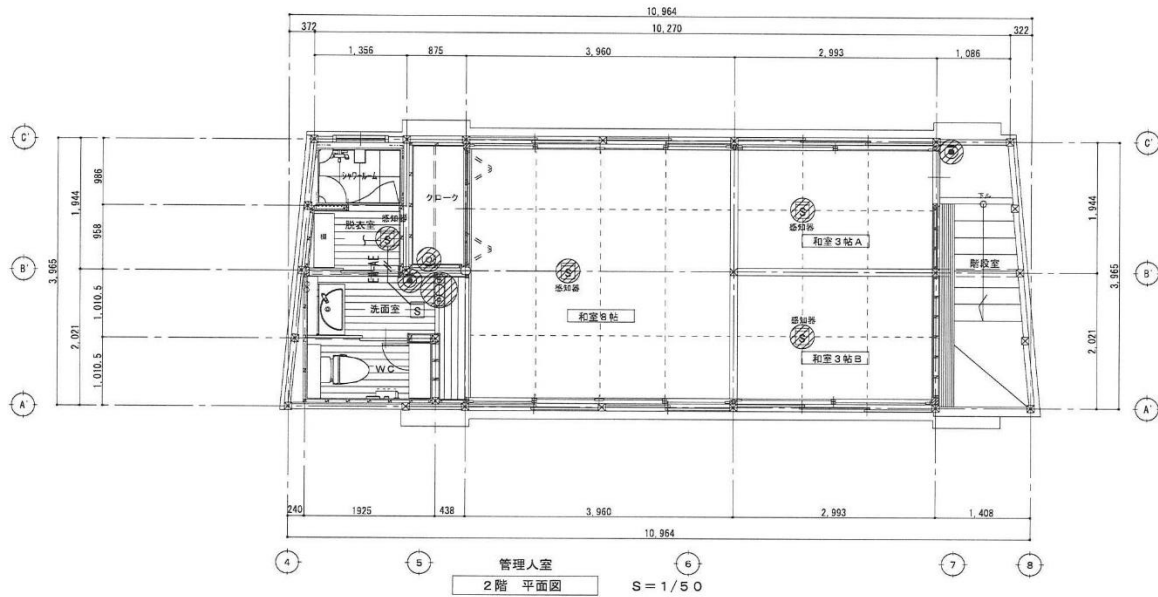 10,964
372
10,270
322
1,356
875
3,960
2,993
1,086
C'
C'
986
1,944
958
3,965
B'
1,010.5
2,021
1,010.5
A'
シャワールーム
クローク
脱衣室
感知器
S
棚
EM-AE
洗面室
S
WC
S
感知器
和室8帖
S
感知器
和室3帖A
感知器
S
和室3帖B
下ル
階段室
1,944
B'
3,965
2,021
A'
240
1925
438
3,960
2,993
1,408
10,964
4
5
6
7
8
管理人室
2階 平面図
S=1/50